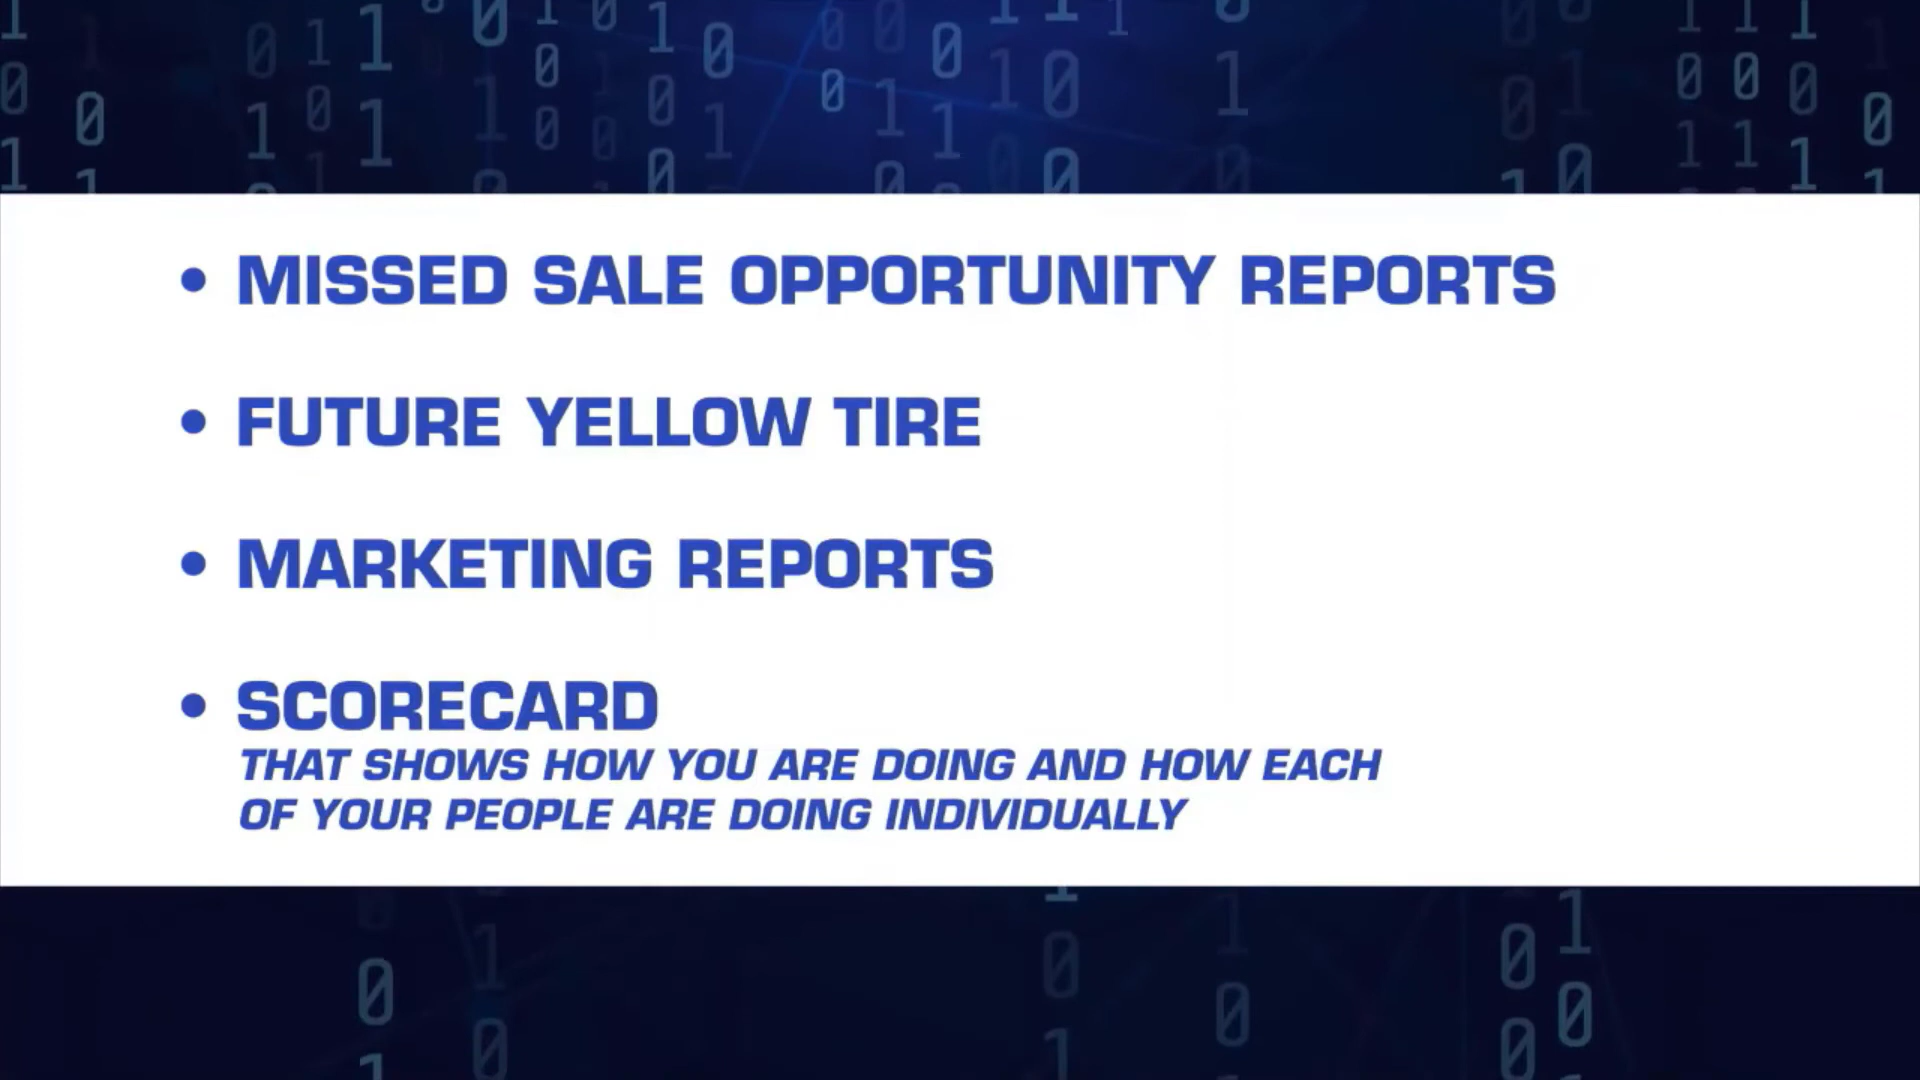 • MISSED SALE OPPORTUNITY REPORTS
• FUTURE YELLOW TIRE
• MARKETING REPORTS
• SCORECARD
THAT SHOWS HOW YOU ARE DOING AND HOW EACH
OF YOUR PEOPLE ARE DOING INDIVIDUALLY